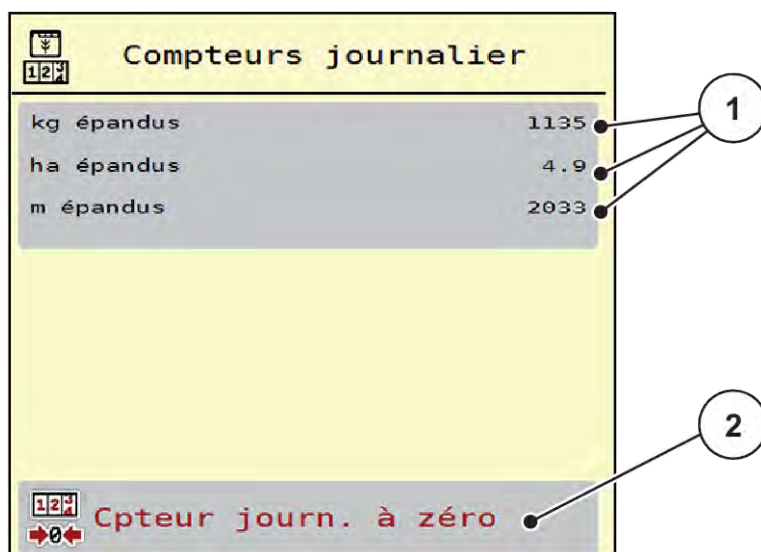 Compteurs journalier
kg épandus 1135
ha épandus 4.9
m épandus 2033
1
Cpteur journ. à zéro
2